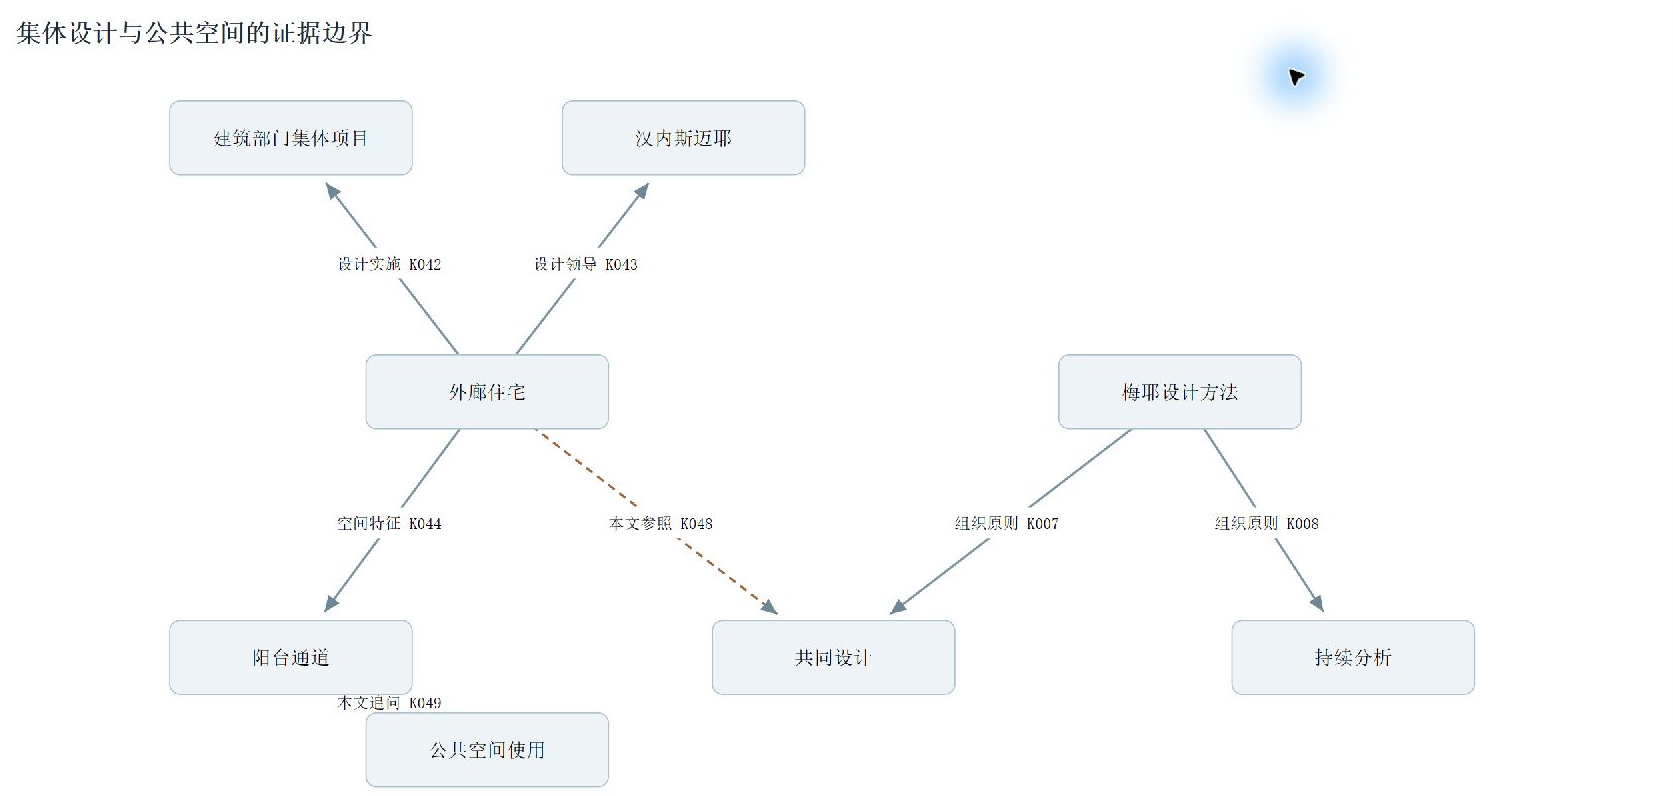 集体设计与公共空间的证据边界
建筑部门集体项目
汉内斯迈耶
设计实施 K042
设计领导 K043
外廊住宅
梅耶设计方法
空间特征 K044
本文参照 K048
组织原则 K007
组织原则 K008
阳台通道
共同设计
持续分析
本文追问 K049
公共空间使用